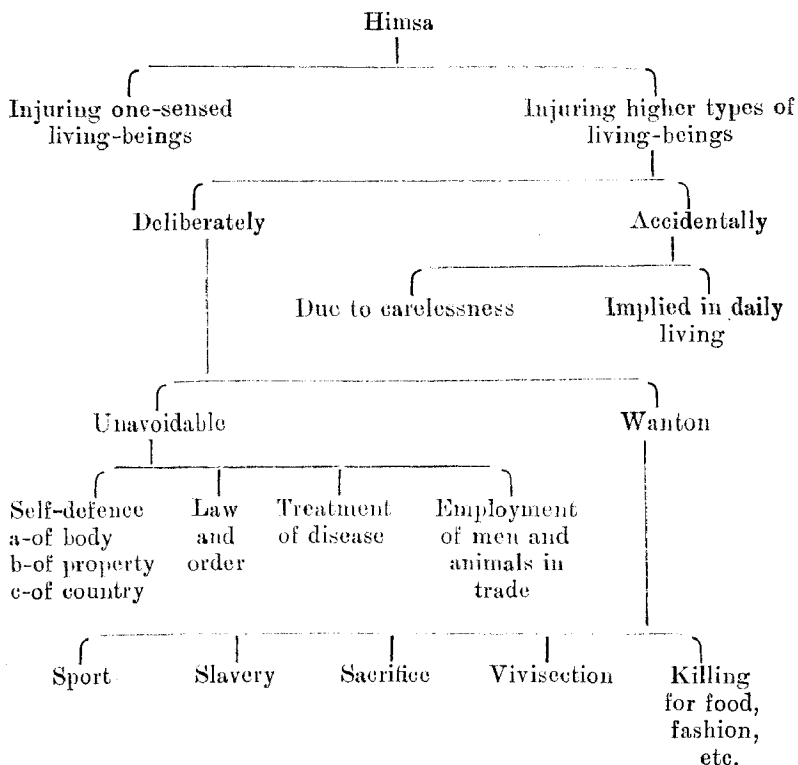 Himsa
Injuring one-sensed
living-beings
Injuring higher types of
living-beings
Deliberately
Accidentally
Due to carelessness
Implied in daily
living
Unavoidable
Wanton
Self-defence
a-of body
b-of property
c-of country
Law
and
order
Treatment
of disease
Employment
of men and
animals in
trade
Sport
Slavery
Sacrifice
Vivisection
Killing
for food,
fashion,
etc.